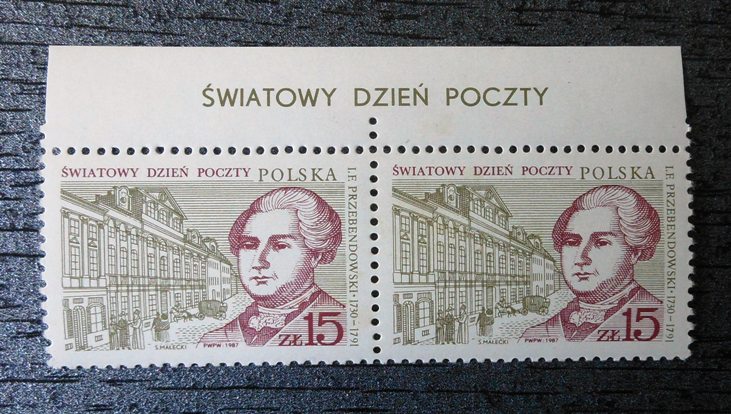 ŚWIATOWY DZIEŃ POCZTY
ŚWIATOWY DZIEŃ POCZTY POLSKA
I.F. PRZEBENDOWSKI · 1730 – 1791
ZŁ 15
S. MAŁECKI PWPW · 1987
ŚWIATOWY DZIEŃ POCZTY POLSKA
I.F. PRZEBENDOWSKI · 1730 – 1791
ZŁ 15
S. MAŁECKI PWPW · 1987